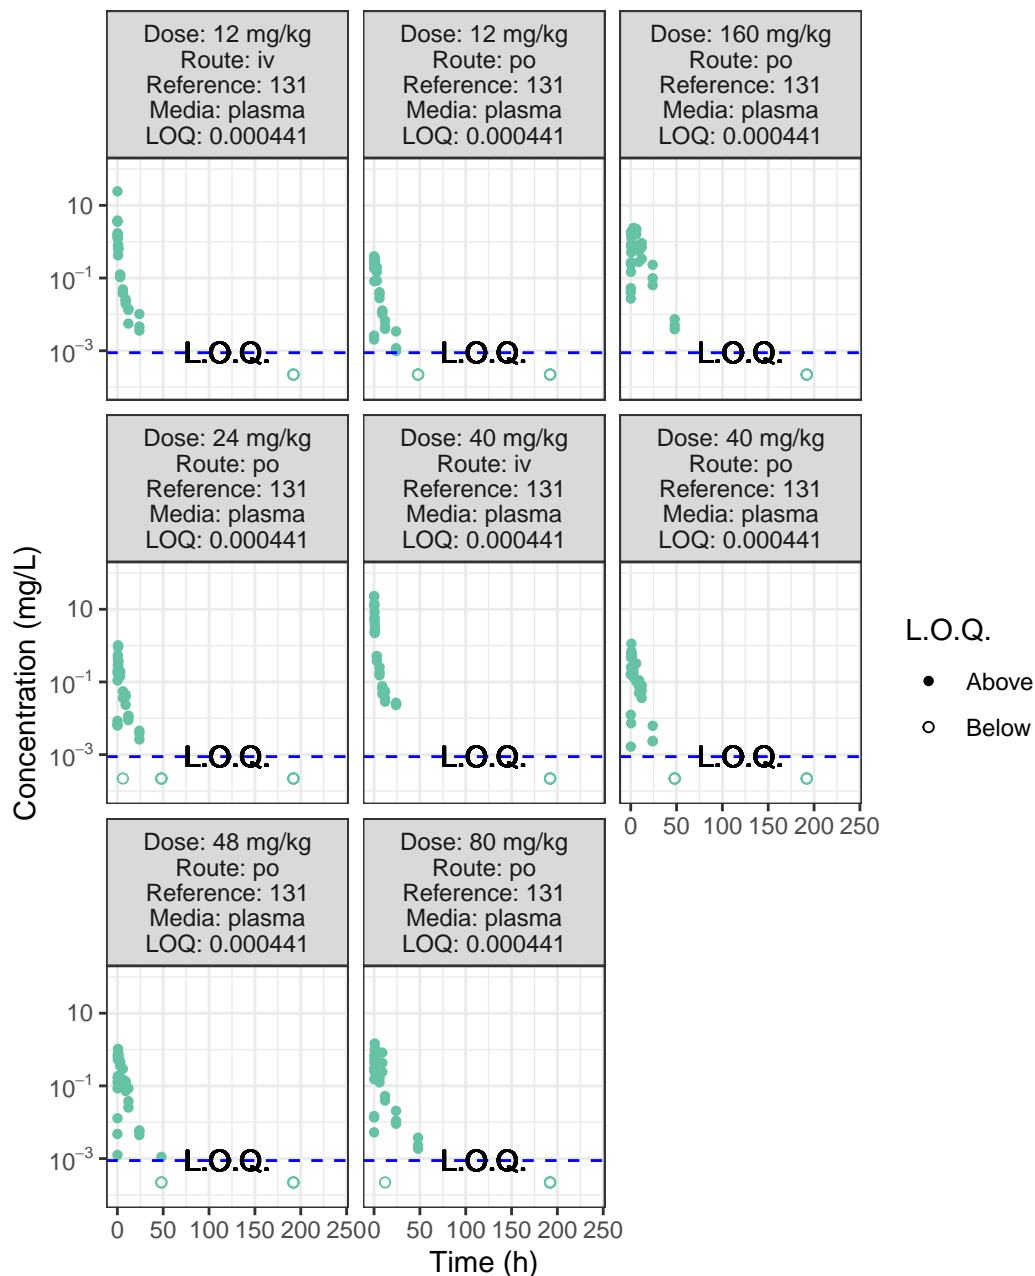 Dose: 12 mg/kg
Route: iv
Reference: 131
Media: plasma
LOQ: 0.000441
Dose: 12 mg/kg
Route: po
Reference: 131
Media: plasma
LOQ: 0.000441
Dose: 160 mg/kg
Route: po
Reference: 131
Media: plasma
LOQ: 0.000441
10
10⁻¹
10⁻³
L.O.Q.
L.O.Q.
L.O.Q.
Dose: 24 mg/kg
Route: po
Reference: 131
Media: plasma
LOQ: 0.000441
Dose: 40 mg/kg
Route: iv
Reference: 131
Media: plasma
LOQ: 0.000441
Dose: 40 mg/kg
Route: po
Reference: 131
Media: plasma
LOQ: 0.000441
Concentration (mg/L)
10
10⁻¹
10⁻³
L.O.Q.
L.O.Q.
L.O.Q.
0 50 100 150 200 250
L.O.Q.
Above
Below
Dose: 48 mg/kg
Route: po
Reference: 131
Media: plasma
LOQ: 0.000441
Dose: 80 mg/kg
Route: po
Reference: 131
Media: plasma
LOQ: 0.000441
10
10⁻¹
10⁻³
L.O.Q.
L.O.Q.
0 50 100 150 200 250
0 50 100 150 200 250
Time (h)